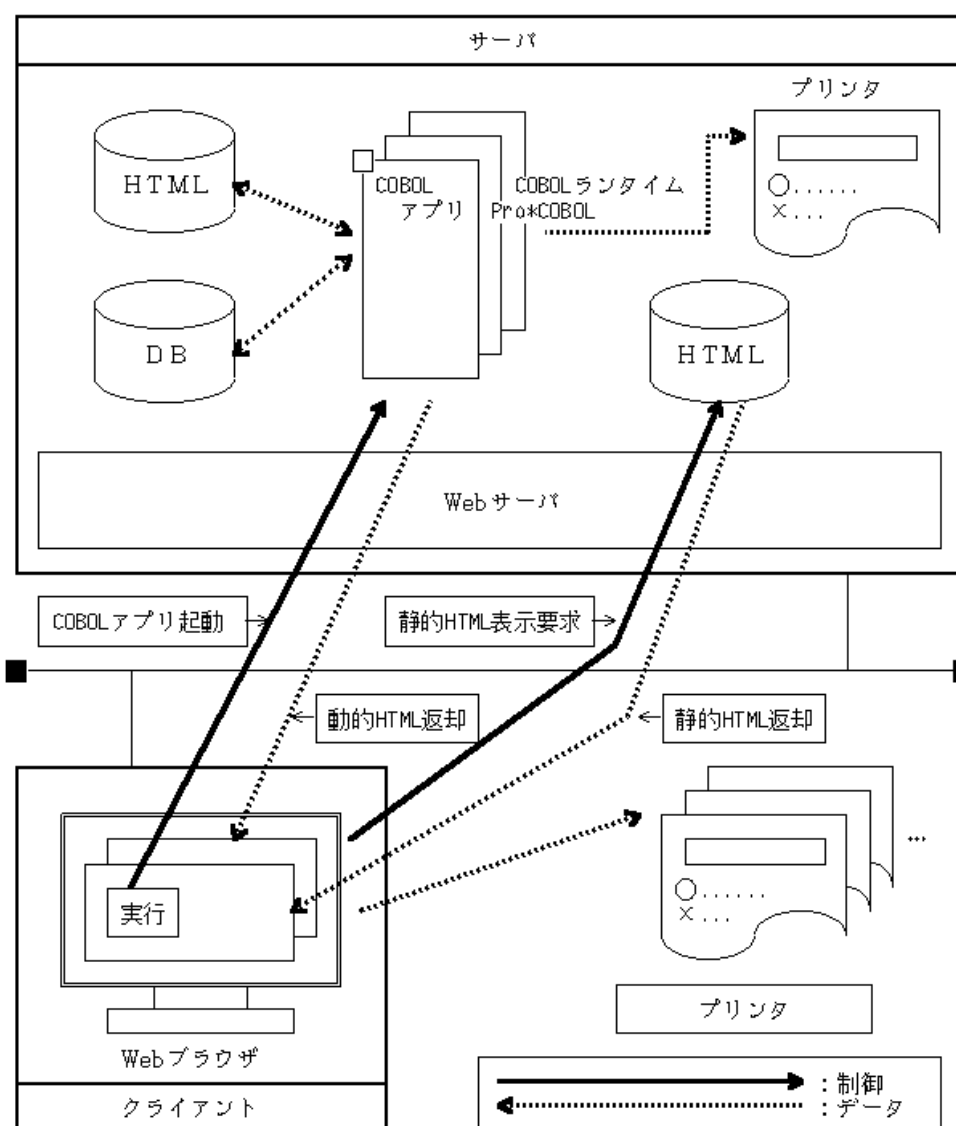 サーバ
プリンタ
HTML
COBOL
アプリ
COBOLランタイム
Pro*COBOL
○......
×...
DB
HTML
Webサーバ
COBOLアプリ起動
静的HTML表示要求
動的HTML返却
静的HTML返却
実行
○......
×...
...
プリンタ
Webブラウザ
クライアント
:制御
:データ